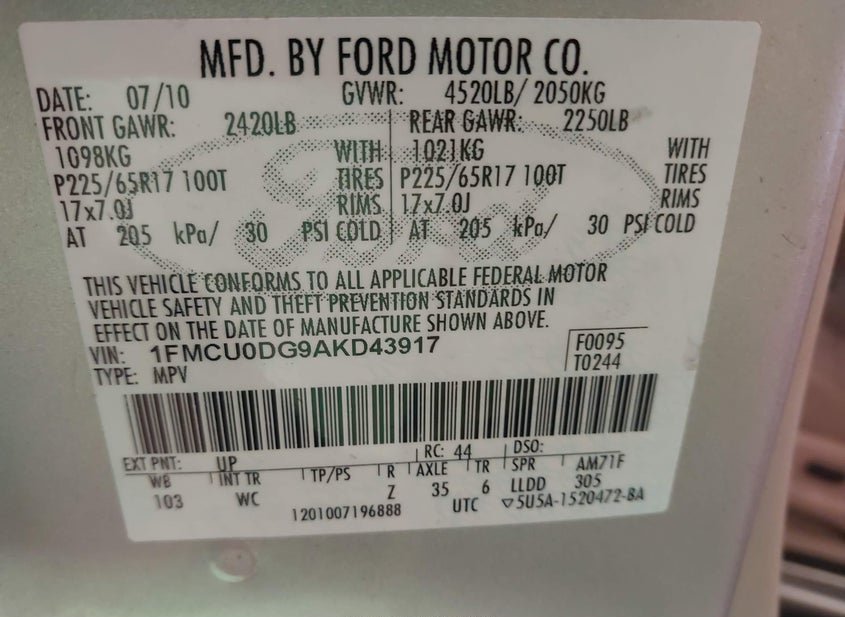 MFD. BY FORD MOTOR CO.
DATE: 07/10 GVWR: 4520LB/ 2050KG
FRONT GAWR: 2420LB REAR GAWR: 2250LB
1098KG WITH 1021KG WITH
P225/65R17 100T TIRES P225/65R17 100T TIRES
17x7.0J RIMS 17x7.0J RIMS
AT 205 kPa/ 30 PSI COLD AT 205 kPa/ 30 PSI COLD
THIS VEHICLE CONFORMS TO ALL APPLICABLE FEDERAL MOTOR
VEHICLE SAFETY AND THEFT PREVENTION STANDARDS IN
EFFECT ON THE DATE OF MANUFACTURE SHOWN ABOVE.
VIN: 1FMCU0DG9AKD43917 F0095
TYPE: MPV T0244
EXT PNT: UP RC: 44 DSO:
WB INT TR TP/PS R AXLE TR SPR AM71F
103 WC Z 35 6 LLDD 305
1201007196888 UTC ▽5U5A-1520472-BA